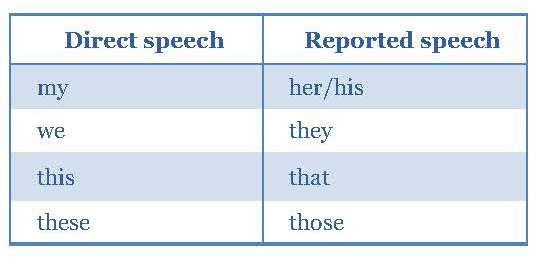 Direct speech Reported speech
my her/his
we they
this that
these those